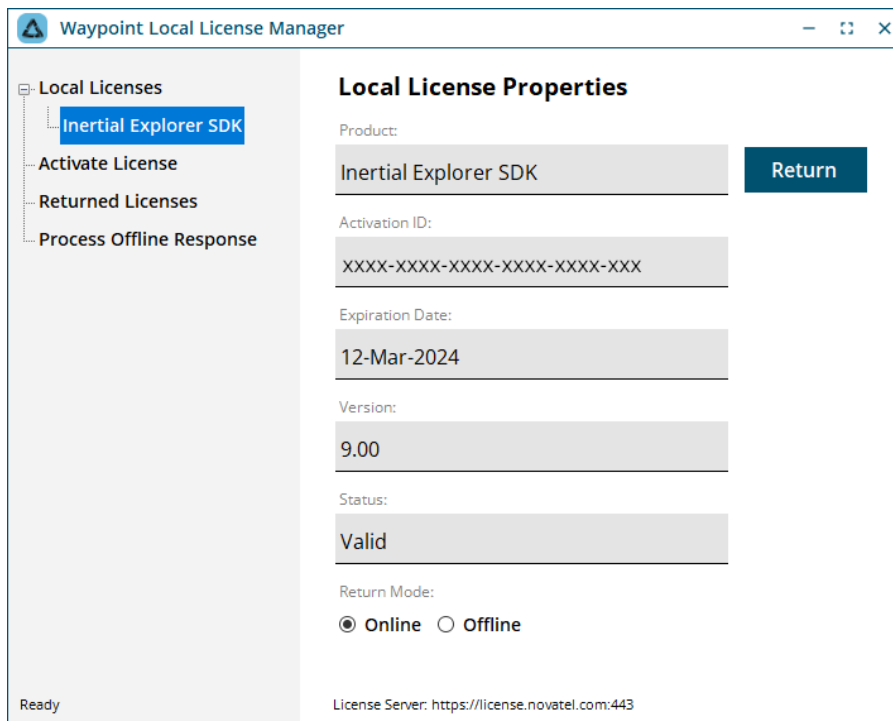 Waypoint Local License Manager
Local Licenses
Inertial Explorer SDK
Activate License
Returned Licenses
Process Offline Response
Local License Properties
Product:
Inertial Explorer SDK
Return
Activation ID:
xxxx-xxxx-xxxx-xxxx-xxxx-xxx
Expiration Date:
12-Mar-2024
Version:
9.00
Status:
Valid
Return Mode:
Online Offline
Ready
License Server: https://license.novatel.com:443